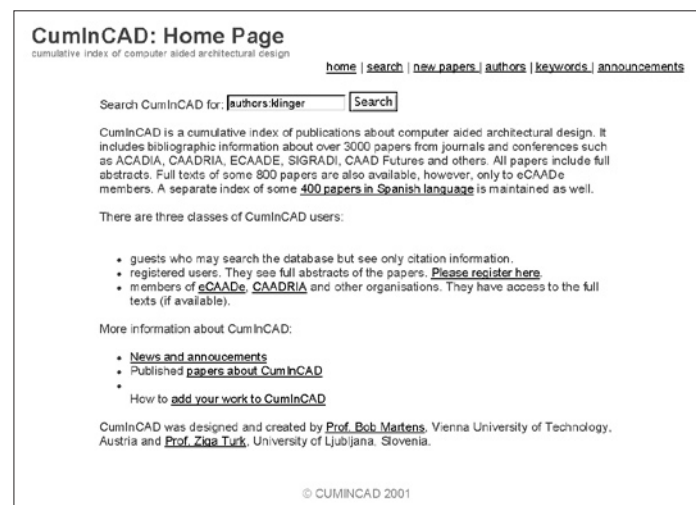 CumInCAD: Home Page
cumulative index of computer aided architectural design
home | search | new papers | authors | keywords | announcements
Search CumInCAD for: authors:klinger Search
CumInCAD is a cumulative index of publications about computer aided architectural design. It
includes bibliographic information about over 3000 papers from journals and conferences such
as ACADIA, CAADRIA, ECAADE, SIGRADI, CAAD Futures and others. All papers include full
abstracts. Full texts of some 800 papers are also available, however, only to eCAADe
members. A separate index of some 400 papers in Spanish language is maintained as well.
There are three classes of CumInCAD users:
• guests who may search the database but see only citation information.
• registered users. They see full abstracts of the papers. Please register here.
• members of eCAADe, CAADRIA and other organisations. They have access to the full
texts (if available).
More information about CumInCAD:
• News and annoucements
• Published papers about CumInCAD
•
How to add your work to CumInCAD
CumInCAD was designed and created by Prof. Bob Martens, Vienna University of Technology,
Austria and Prof. Ziga Turk, University of Ljubljana, Slovenia.
© CUMINCAD 2001